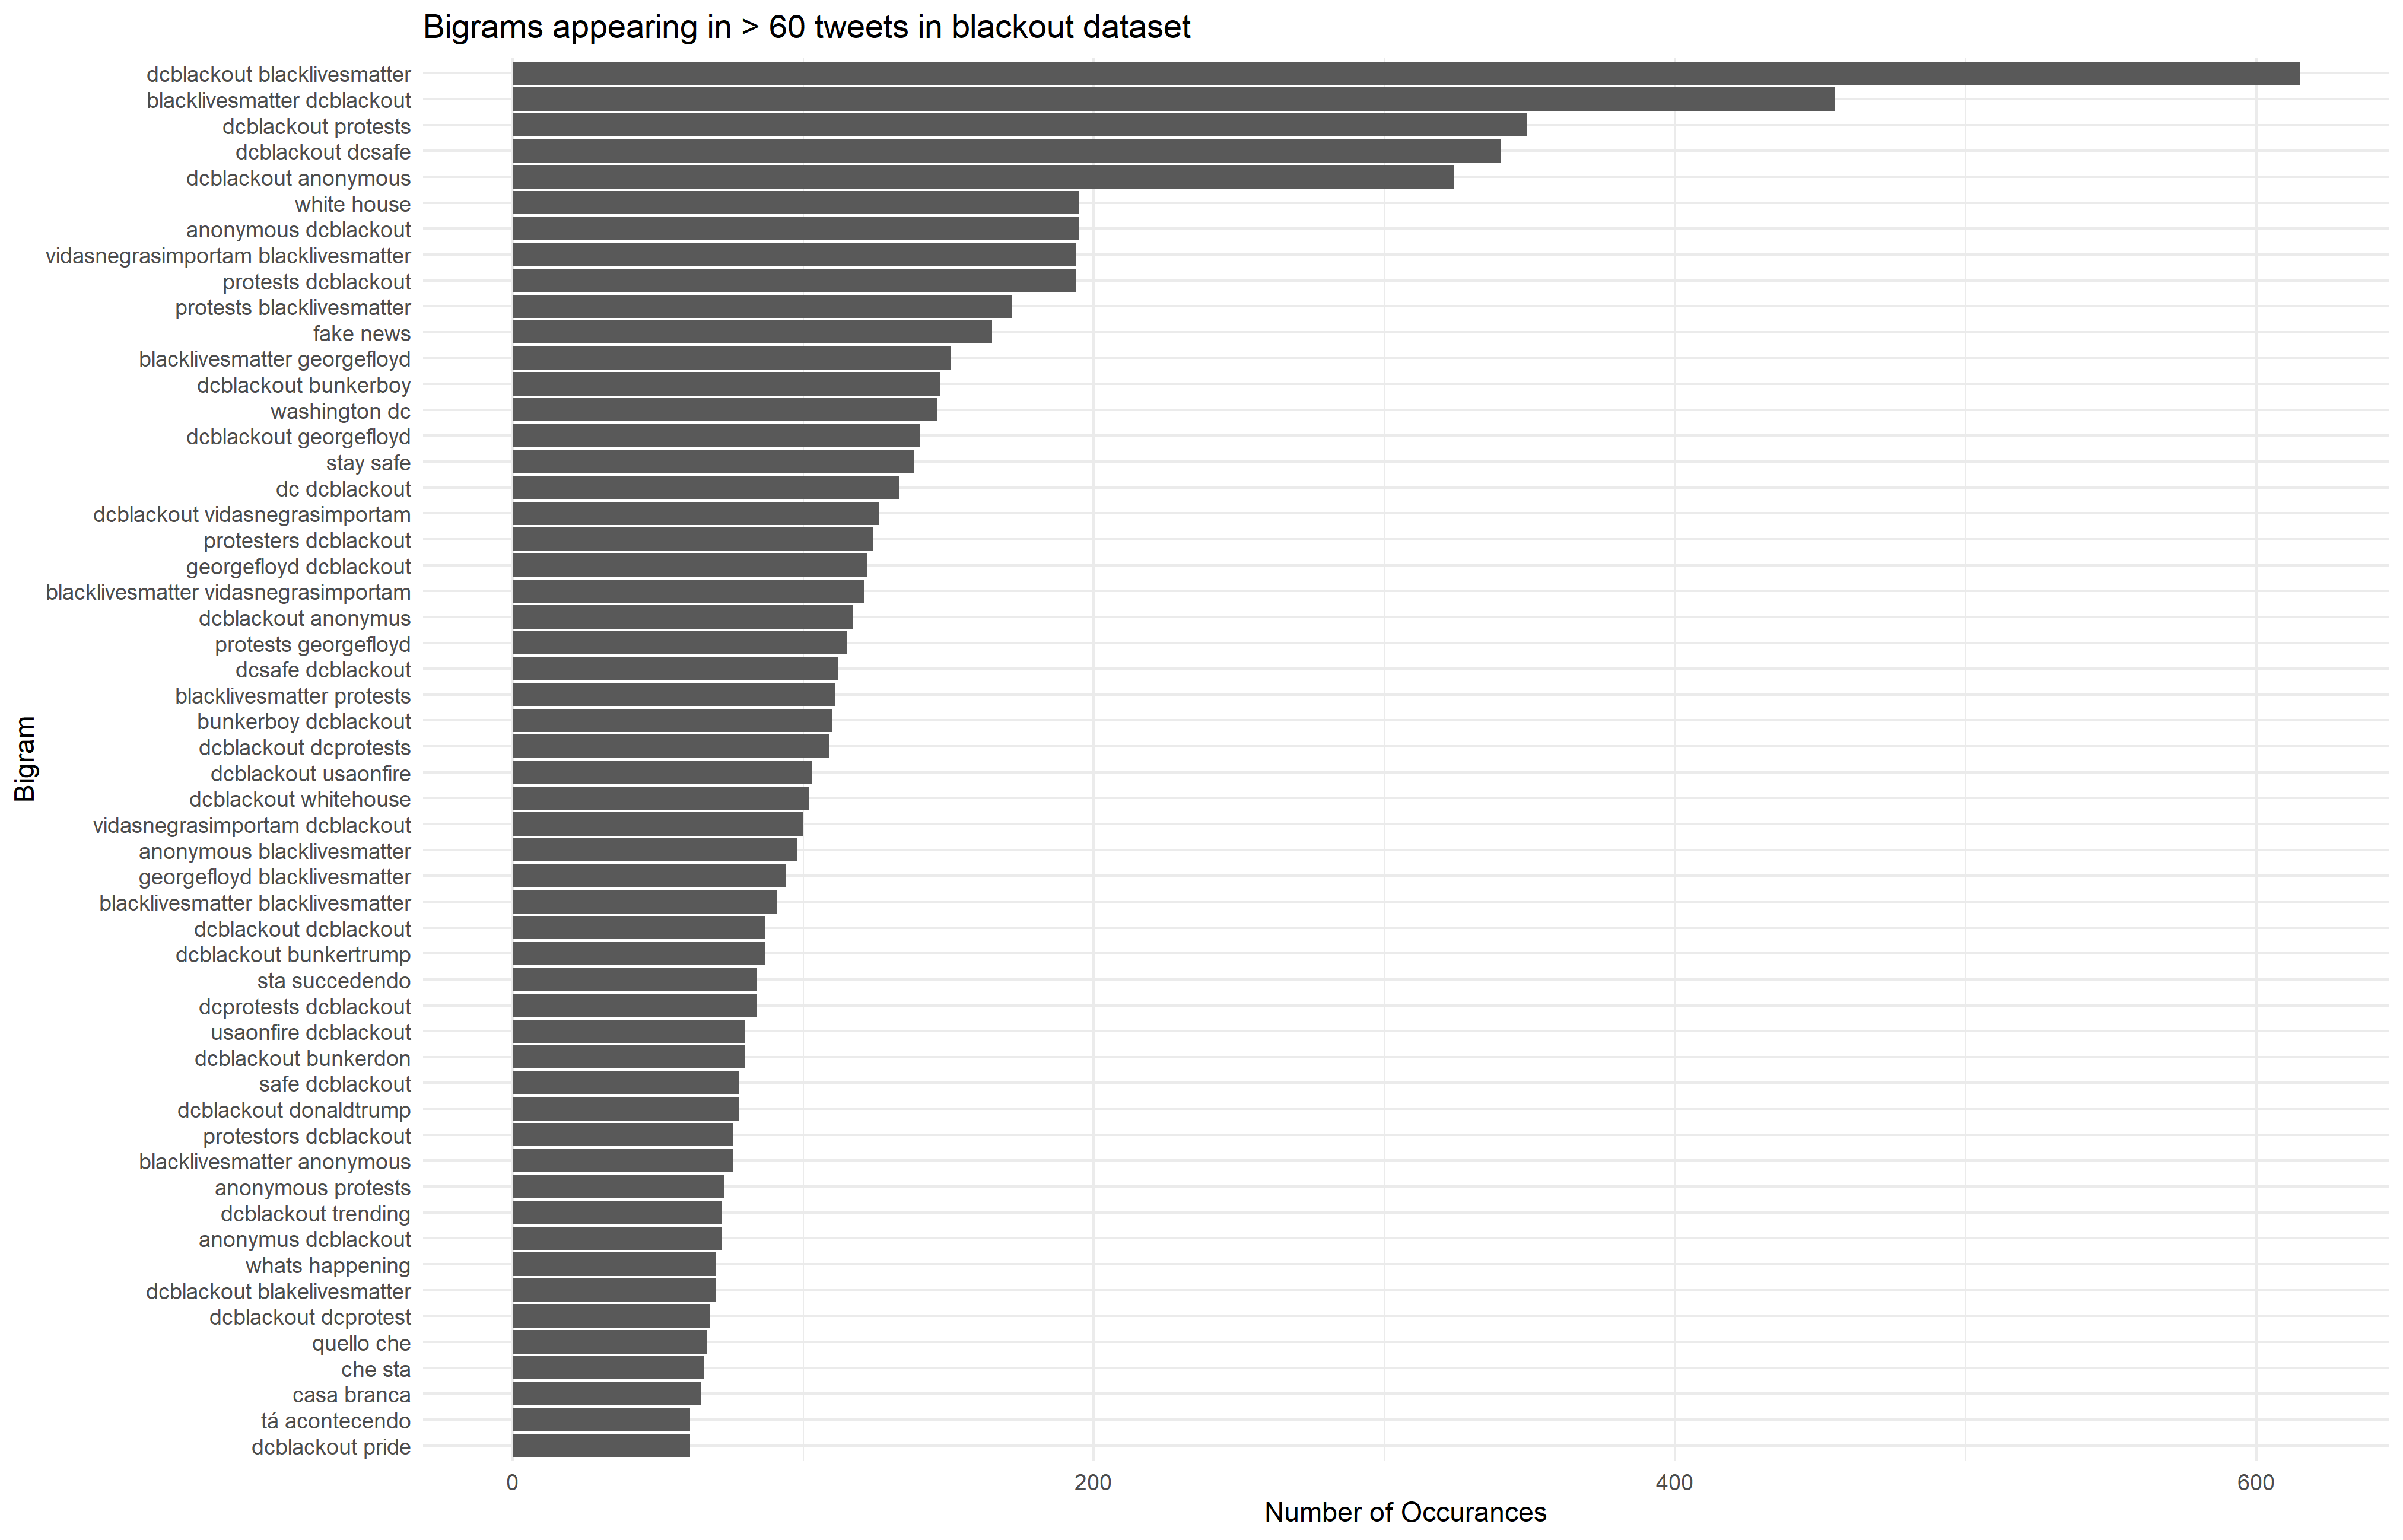 Bigrams appearing in > 60 tweets in blackout dataset
dcblackout blacklivesmatter
blacklivesmatter dcblackout
dcblackout protests
dcblackout dcsafe
dcblackout anonymous
white house
anonymous dcblackout
vidasnegrasimportam blacklivesmatter
protests dcblackout
protests blacklivesmatter
fake news
blacklivesmatter georgefloyd
dcblackout bunkerboy
washington dc
dcblackout georgefloyd
stay safe
dc dcblackout
dcblackout vidasnegrasimportam
protesters dcblackout
georgefloyd dcblackout
blacklivesmatter vidasnegrasimportam
dcblackout anonymus
protests georgefloyd
dcsafe dcblackout
blacklivesmatter protests
bunkerboy dcblackout
dcblackout dcprotests
dcblackout usaonfire
dcblackout whitehouse
vidasnegrasimportam dcblackout
anonymous blacklivesmatter
georgefloyd blacklivesmatter
blacklivesmatter blacklivesmatter
dcblackout dcblackout
dcblackout bunkertrump
sta succedendo
dcprotests dcblackout
usaonfire dcblackout
dcblackout bunkerdon
safe dcblackout
dcblackout donaldtrump
protestors dcblackout
blacklivesmatter anonymous
anonymous protests
dcblackout trending
anonymus dcblackout
whats happening
dcblackout blakelivesmatter
dcblackout dcprotest
quello che
che sta
casa branca
tá acontecendo
dcblackout pride
Bigram
0 200 400 600
Number of Occurances